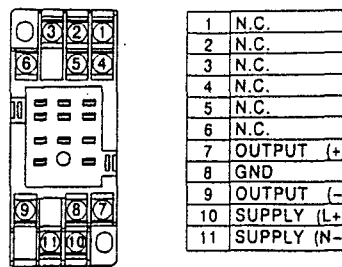 3 2 1
6 5 4
9 8 7
11 10
1 N.C.
2 N.C.
3 N.C.
4 N.C.
5 N.C.
6 N.C.
7 OUTPUT (+
8 GND
9 OUTPUT (-
10 SUPPLY (L+
11 SUPPLY (N-